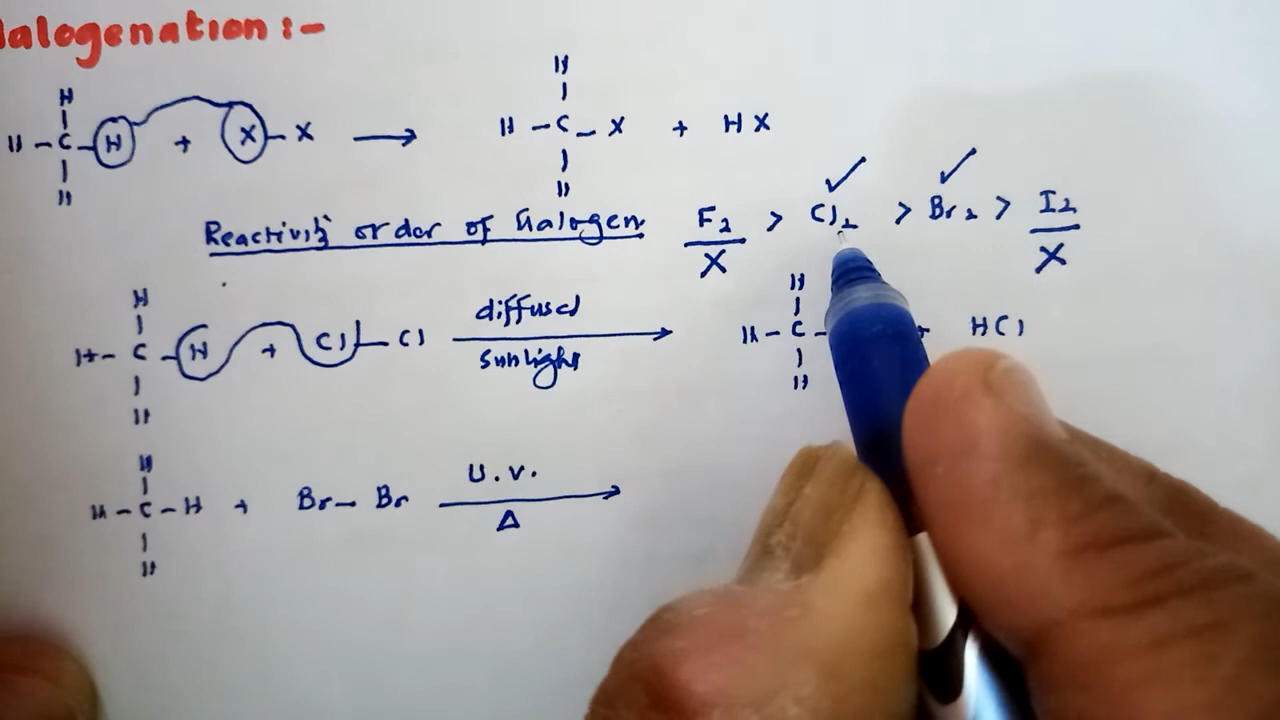 alogenation :-
H
H - C - H + X - X → H - C - X + HX
H
H
H
Reactivity order of halogen F2 > Cl2 > Br2 > I2
X X
H
H - C - H + Cl - Cl diffused sunlight → H - C - + HCl
H
H
H
H
H - C - H + Br - Br U.V. Δ →
H